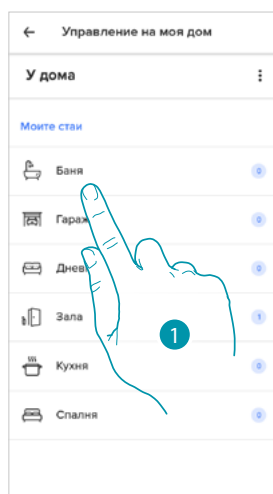 ← Управление на моя дом
У дома
Моите стаи
Баня 0
Гараж 0
Днев 0
Зала 1
1
Кухня 0
Спалня 0